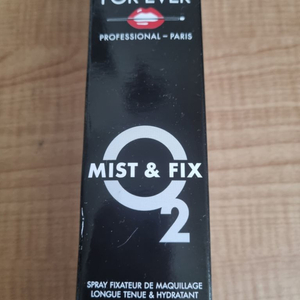 FOR EVER
PROFESSIONAL – PARIS
MIST & FIX
O2
SPRAY FIXATEUR DE MAQUILLAGE
LONGUE TENUE & HYDRATANT